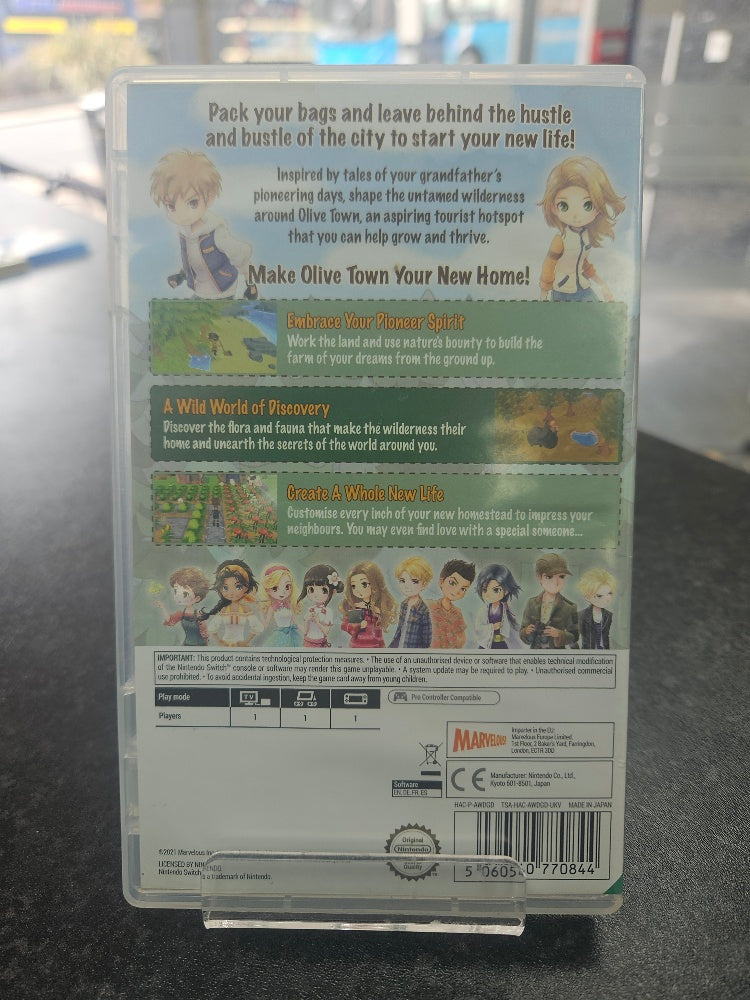 Pack your bags and leave behind the hustle
and bustle of the city to start your new life!
Inspired by tales of your grandfather's
pioneering days, shape the untamed wilderness
around Olive Town, an aspiring tourist hotspot
that you can help grow and thrive.
Make Olive Town Your New Home!
Embrace Your Pioneer Spirit
Work the land and use nature's bounty to build the
farm of your dreams from the ground up.
A Wild World of Discovery
Discover the flora and fauna that make the wilderness their
home and unearth the secrets of the world around you.
Create A Whole New Life
Customise every inch of your new homestead to impress your
neighbours. You may even find love with a special someone...
IMPORTANT: This product contains technological protection measures. • The use of an unauthorised device or software that enables technical modification
of the Nintendo Switch™ console or software may render this game unplayable. • A system update may be required to play. • Unauthorised commercial
use prohibited. • To avoid accidental ingestion, keep the game card away from young children.
Play mode TV
Pro Controller Compatible
Players 1 1 1
MARVELOUS!
Importer in the EU:
Marvelous Europe Limited,
1st Floor, 2 Baker's Yard, Farringdon,
London, EC1R 3DD
CE
Manufacturer: Nintendo Co., Ltd.,
Kyoto 601-8501, Japan
Software
EN, DE, FR, ES
HAC-P-AWDGD TSA-HAC-AWDGD-UKV MADE IN JAPAN
Original
Nintendo
Quality
©2021 Marvelous Inc.
LICENSED BY NINTENDO
Nintendo Switch is a trademark of Nintendo.
5 060540 770844